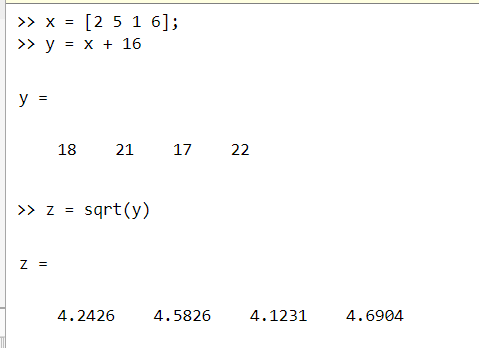 >> x = [2 5 1 6];
>> y = x + 16
y =
18 21 17 22
>> z = sqrt(y)
z =
4.2426 4.5826 4.1231 4.6904